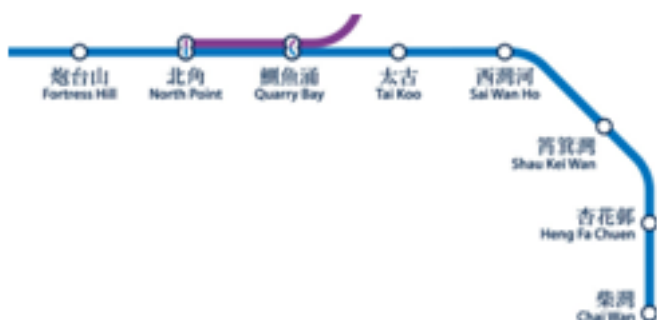 炮台山
Fortress Hill
北角
North Point
鰂魚涌
Quarry Bay
太古
Tai Koo
西灣河
Sai Wan Ho
筲箕灣
Shau Kei Wan
杏花邨
Heng Fa Chuen
柴灣
Chai Wan